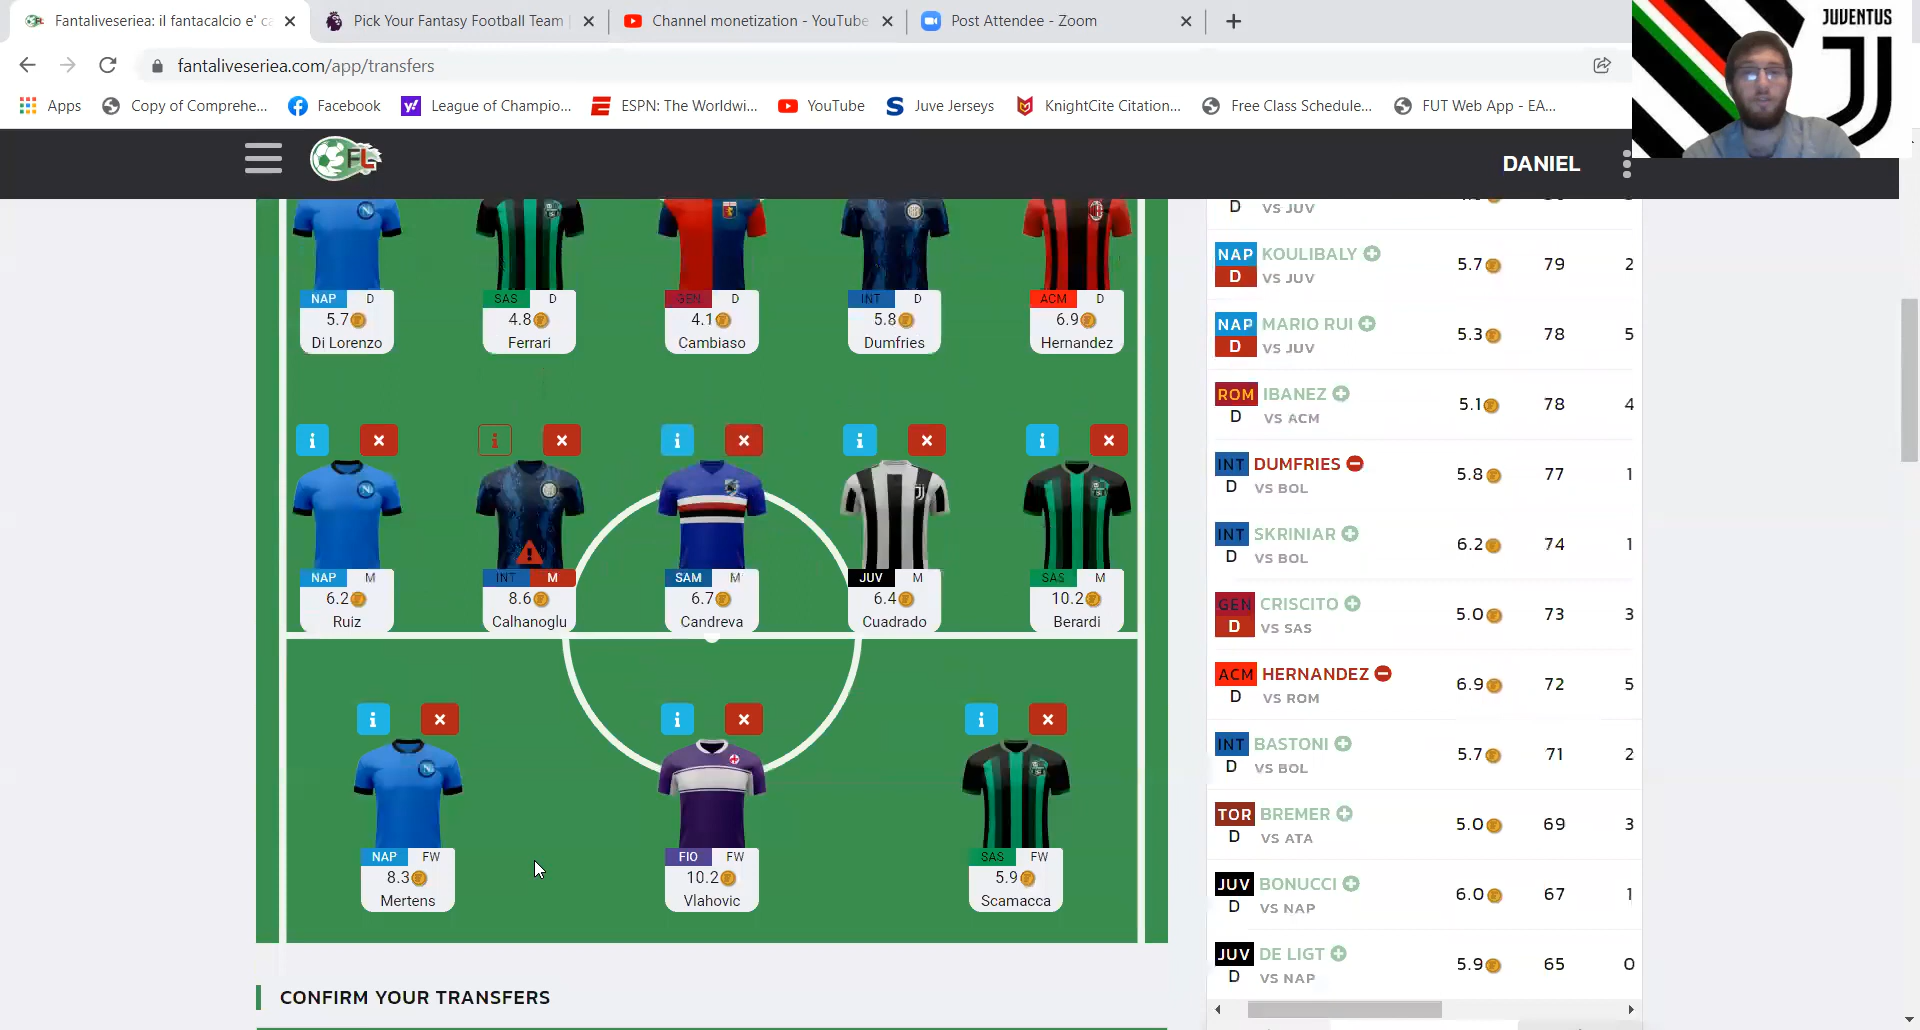 Fantaliveseriea: il fantacalcio e' ca
Pick Your Fantasy Football Team
Channel monetization - YouTube
Post Attendee - Zoom
fantaliveseriea.com/app/transfers
Apps
Copy of Comprehe...
Facebook
League of Champio...
ESPN: The Worldwi...
YouTube
Juve Jerseys
KnightCite Citation...
Free Class Schedule...
FUT Web App - EA...
JUVENTUS
FL
DANIEL
NAP D
5.7
Di Lorenzo
SAS D
4.8
Ferrari
GEN D
4.1
Cambiaso
INT D
5.8
Dumfries
ACM D
6.9
Hernandez
NAP M
6.2
Ruiz
INT M
8.6
Calhanoglu
SAM M
6.7
Candreva
JUV M
6.4
Cuadrado
SAS M
10.2
Berardi
NAP FW
8.3
Mertens
FIO FW
10.2
Vlahovic
SAS FW
5.9
Scamacca
CONFIRM YOUR TRANSFERS
D VS JUV
NAP KOULIBALY 5.7 79 2
D VS JUV
NAP MARIO RUI 5.3 78 5
D VS JUV
ROM IBANEZ 5.1 78 4
D VS ACM
INT DUMFRIES 5.8 77 1
D VS BOL
INT SKRINIAR 6.2 74 1
D VS BOL
GEN CRISCITO 5.0 73 3
D VS SAS
ACM HERNANDEZ 6.9 72 5
D VS ROM
INT BASTONI 5.7 71 2
D VS BOL
TOR BREMER 5.0 69 3
D VS ATA
JUV BONUCCI 6.0 67 1
D VS NAP
JUV DE LIGT 5.9 65 0
D VS NAP